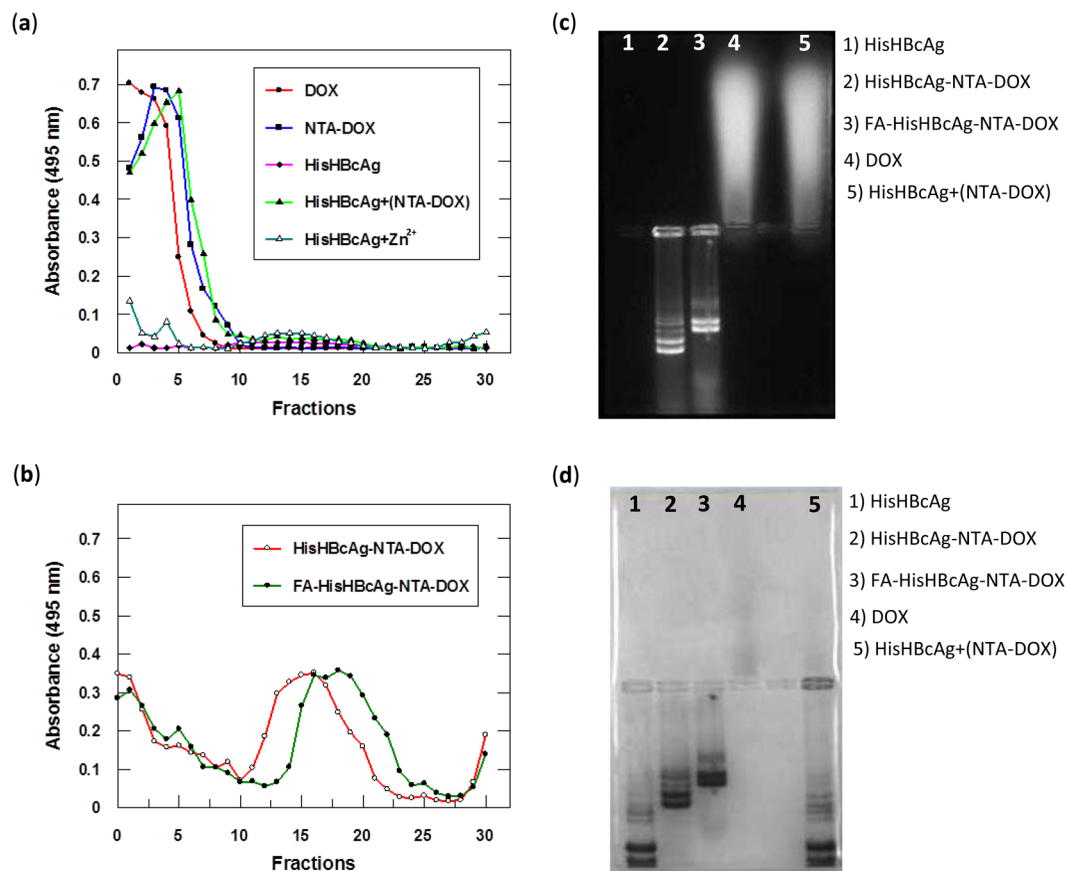 (a)
Absorbance (495 nm)
0.7
0.6
0.5
0.4
0.3
0.2
0.1
0
0 5 10 15 20 25 30
Fractions
DOX
NTA-DOX
HisHBcAg
HisHBcAg+(NTA-DOX)
HisHBcAg+Zn²⁺
(b)
Absorbance (495 nm)
0.7
0.6
0.5
0.4
0.3
0.2
0.1
0
0 5 10 15 20 25 30
Fractions
HisHBcAg-NTA-DOX
FA-HisHBcAg-NTA-DOX
(c)
1 2 3 4 5
1) HisHBcAg
2) HisHBcAg-NTA-DOX
3) FA-HisHBcAg-NTA-DOX
4) DOX
5) HisHBcAg+(NTA-DOX)
(d)
1 2 3 4 5
1) HisHBcAg
2) HisHBcAg-NTA-DOX
3) FA-HisHBcAg-NTA-DOX
4) DOX
5) HisHBcAg+(NTA-DOX)